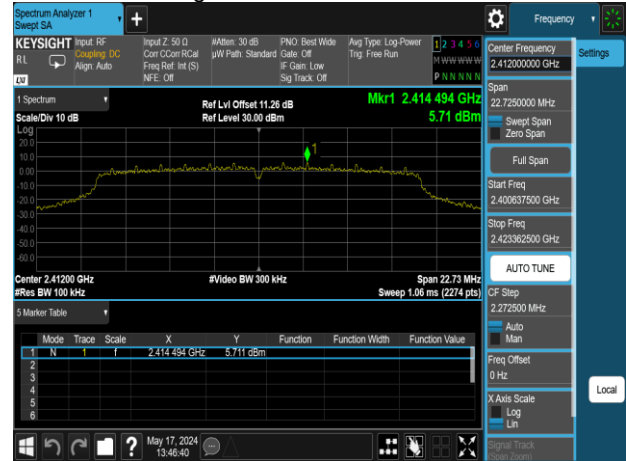 Spectrum Analyzer 1
Swept SA
Frequency
KEYSIGHT
Input: RF
Coupling: DC
Align: Auto
RL
LXI
Input Z: 50 Ω
Corr CCorr RCal
Freq Ref: Int (S)
NFE: Off
#Atten: 30 dB
µW Path: Standard
PNO: Best Wide
Gate: Off
IF Gain: Low
Sig Track: Off
Avg Type: Log-Power
Trig: Free Run
1 2 3 4 5 6
M W W W W W
P N N N N N
1 Spectrum
Scale/Div 10 dB
Ref Lvl Offset 11.26 dB
Ref Level 30.00 dBm
Mkr1 2.414 494 GHz
5.71 dBm
Log
20.0
10.0
0.00
-10.0
-20.0
-30.0
-40.0
-50.0
-60.0
1
Center 2.41200 GHz
#Res BW 100 kHz
#Video BW 300 kHz
Span 22.73 MHz
Sweep 1.06 ms (2274 pts)
5 Marker Table
Mode Trace Scale X Y Function Function Width Function Value
1 N 1 f 2.414 494 GHz 5.711 dBm
2
3
4
5
6
May 17, 2024
13:46:40
Center Frequency
2.412000000 GHz
Settings
Span
22.7250000 MHz
Swept Span
Zero Span
Full Span
Start Freq
2.400637500 GHz
Stop Freq
2.423362500 GHz
AUTO TUNE
CF Step
2.272500 MHz
Auto
Man
Freq Offset
0 Hz
X Axis Scale
Log
Lin
Local
Signal Track
(Span Zoom)